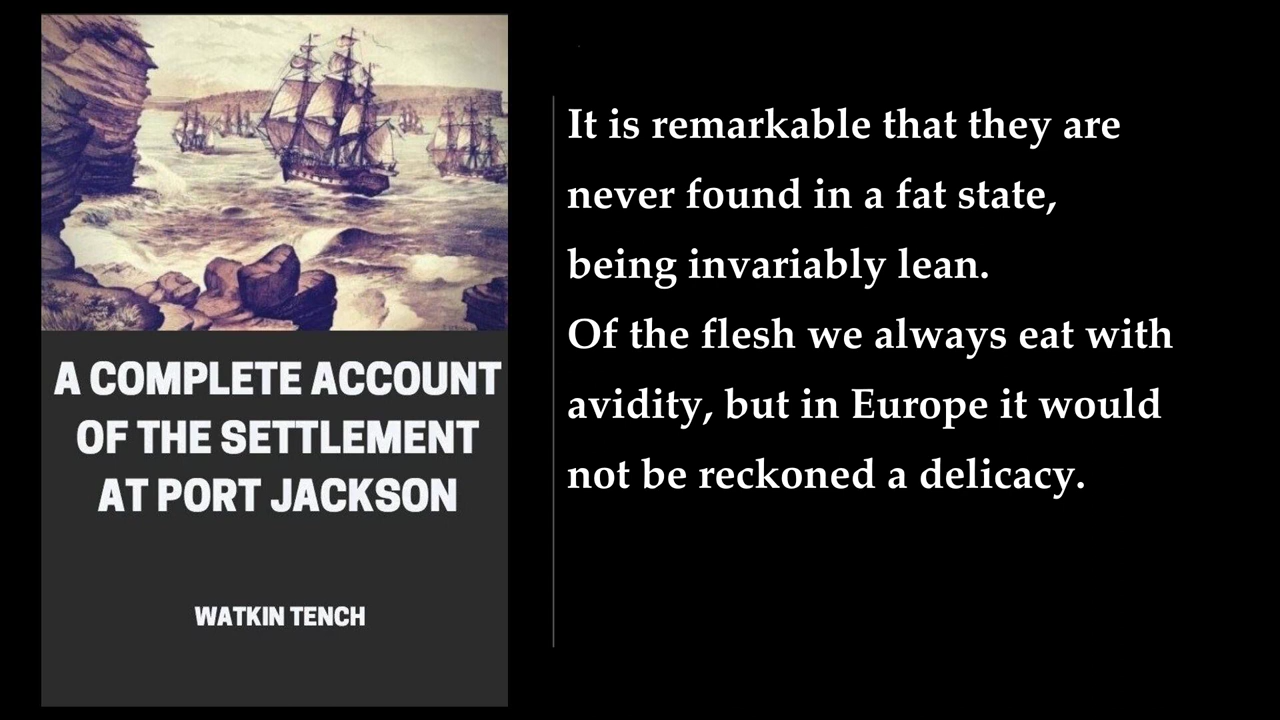 A COMPLETE ACCOUNT
OF THE SETTLEMENT
AT PORT JACKSON
WATKIN TENCH
It is remarkable that they are
never found in a fat state,
being invariably lean.
Of the flesh we always eat with
avidity, but in Europe it would
not be reckoned a delicacy.